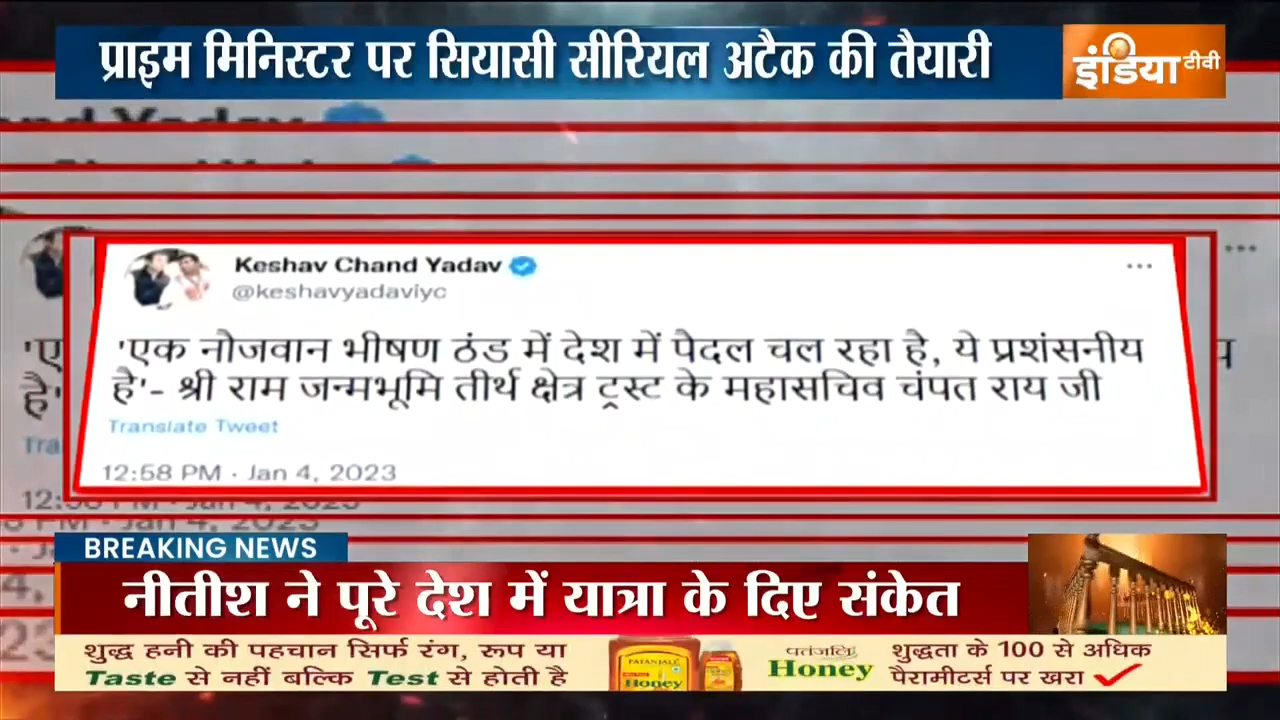 प्राइम मिनिस्टर पर सियासी सीरियल अटैक की तैयारी
इंडिया टीवी
Keshav Chand Yadav
@keshavyadaviyc
'एक नौजवान भीषण ठंड में देश में पैदल चल रहा है, ये प्रशंसनीय
है'- श्री राम जन्मभूमि तीर्थ क्षेत्र ट्रस्ट के महासचिव चंपत राय जी
Translate Tweet
12:58 PM · Jan 4, 2023
BREAKING NEWS
नीतीश ने पूरे देश में यात्रा के दिए संकेत
शुद्ध हनी की पहचान सिर्फ रंग, रूप या
Taste से नहीं बल्कि Test से होती है
PATANJALI
Honey
पतंजलि
Honey
शुद्धता के 100 से अधिक
पैरामीटर्स पर खरा